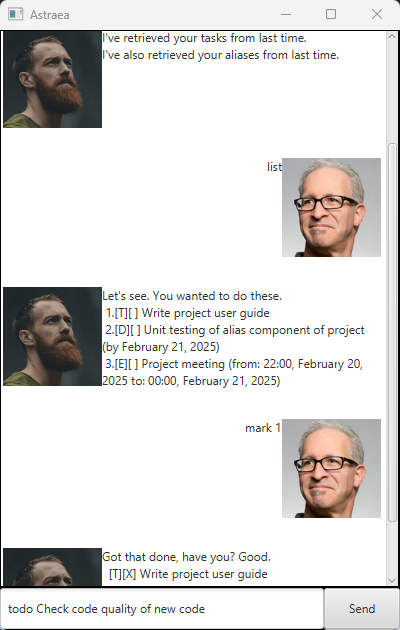 Astraea
I've retrieved your tasks from last time.
I've also retrieved your aliases from last time.
list
Let's see. You wanted to do these.
1.[T][ ] Write project user guide
2.[D][ ] Unit testing of alias component of project
(by February 21, 2025)
3.[E][ ] Project meeting (from: 22:00, February 20,
2025 to: 00:00, February 21, 2025)
mark 1
Got that done, have you? Good.
[T][X] Write project user guide
todo Check code quality of new code
Send